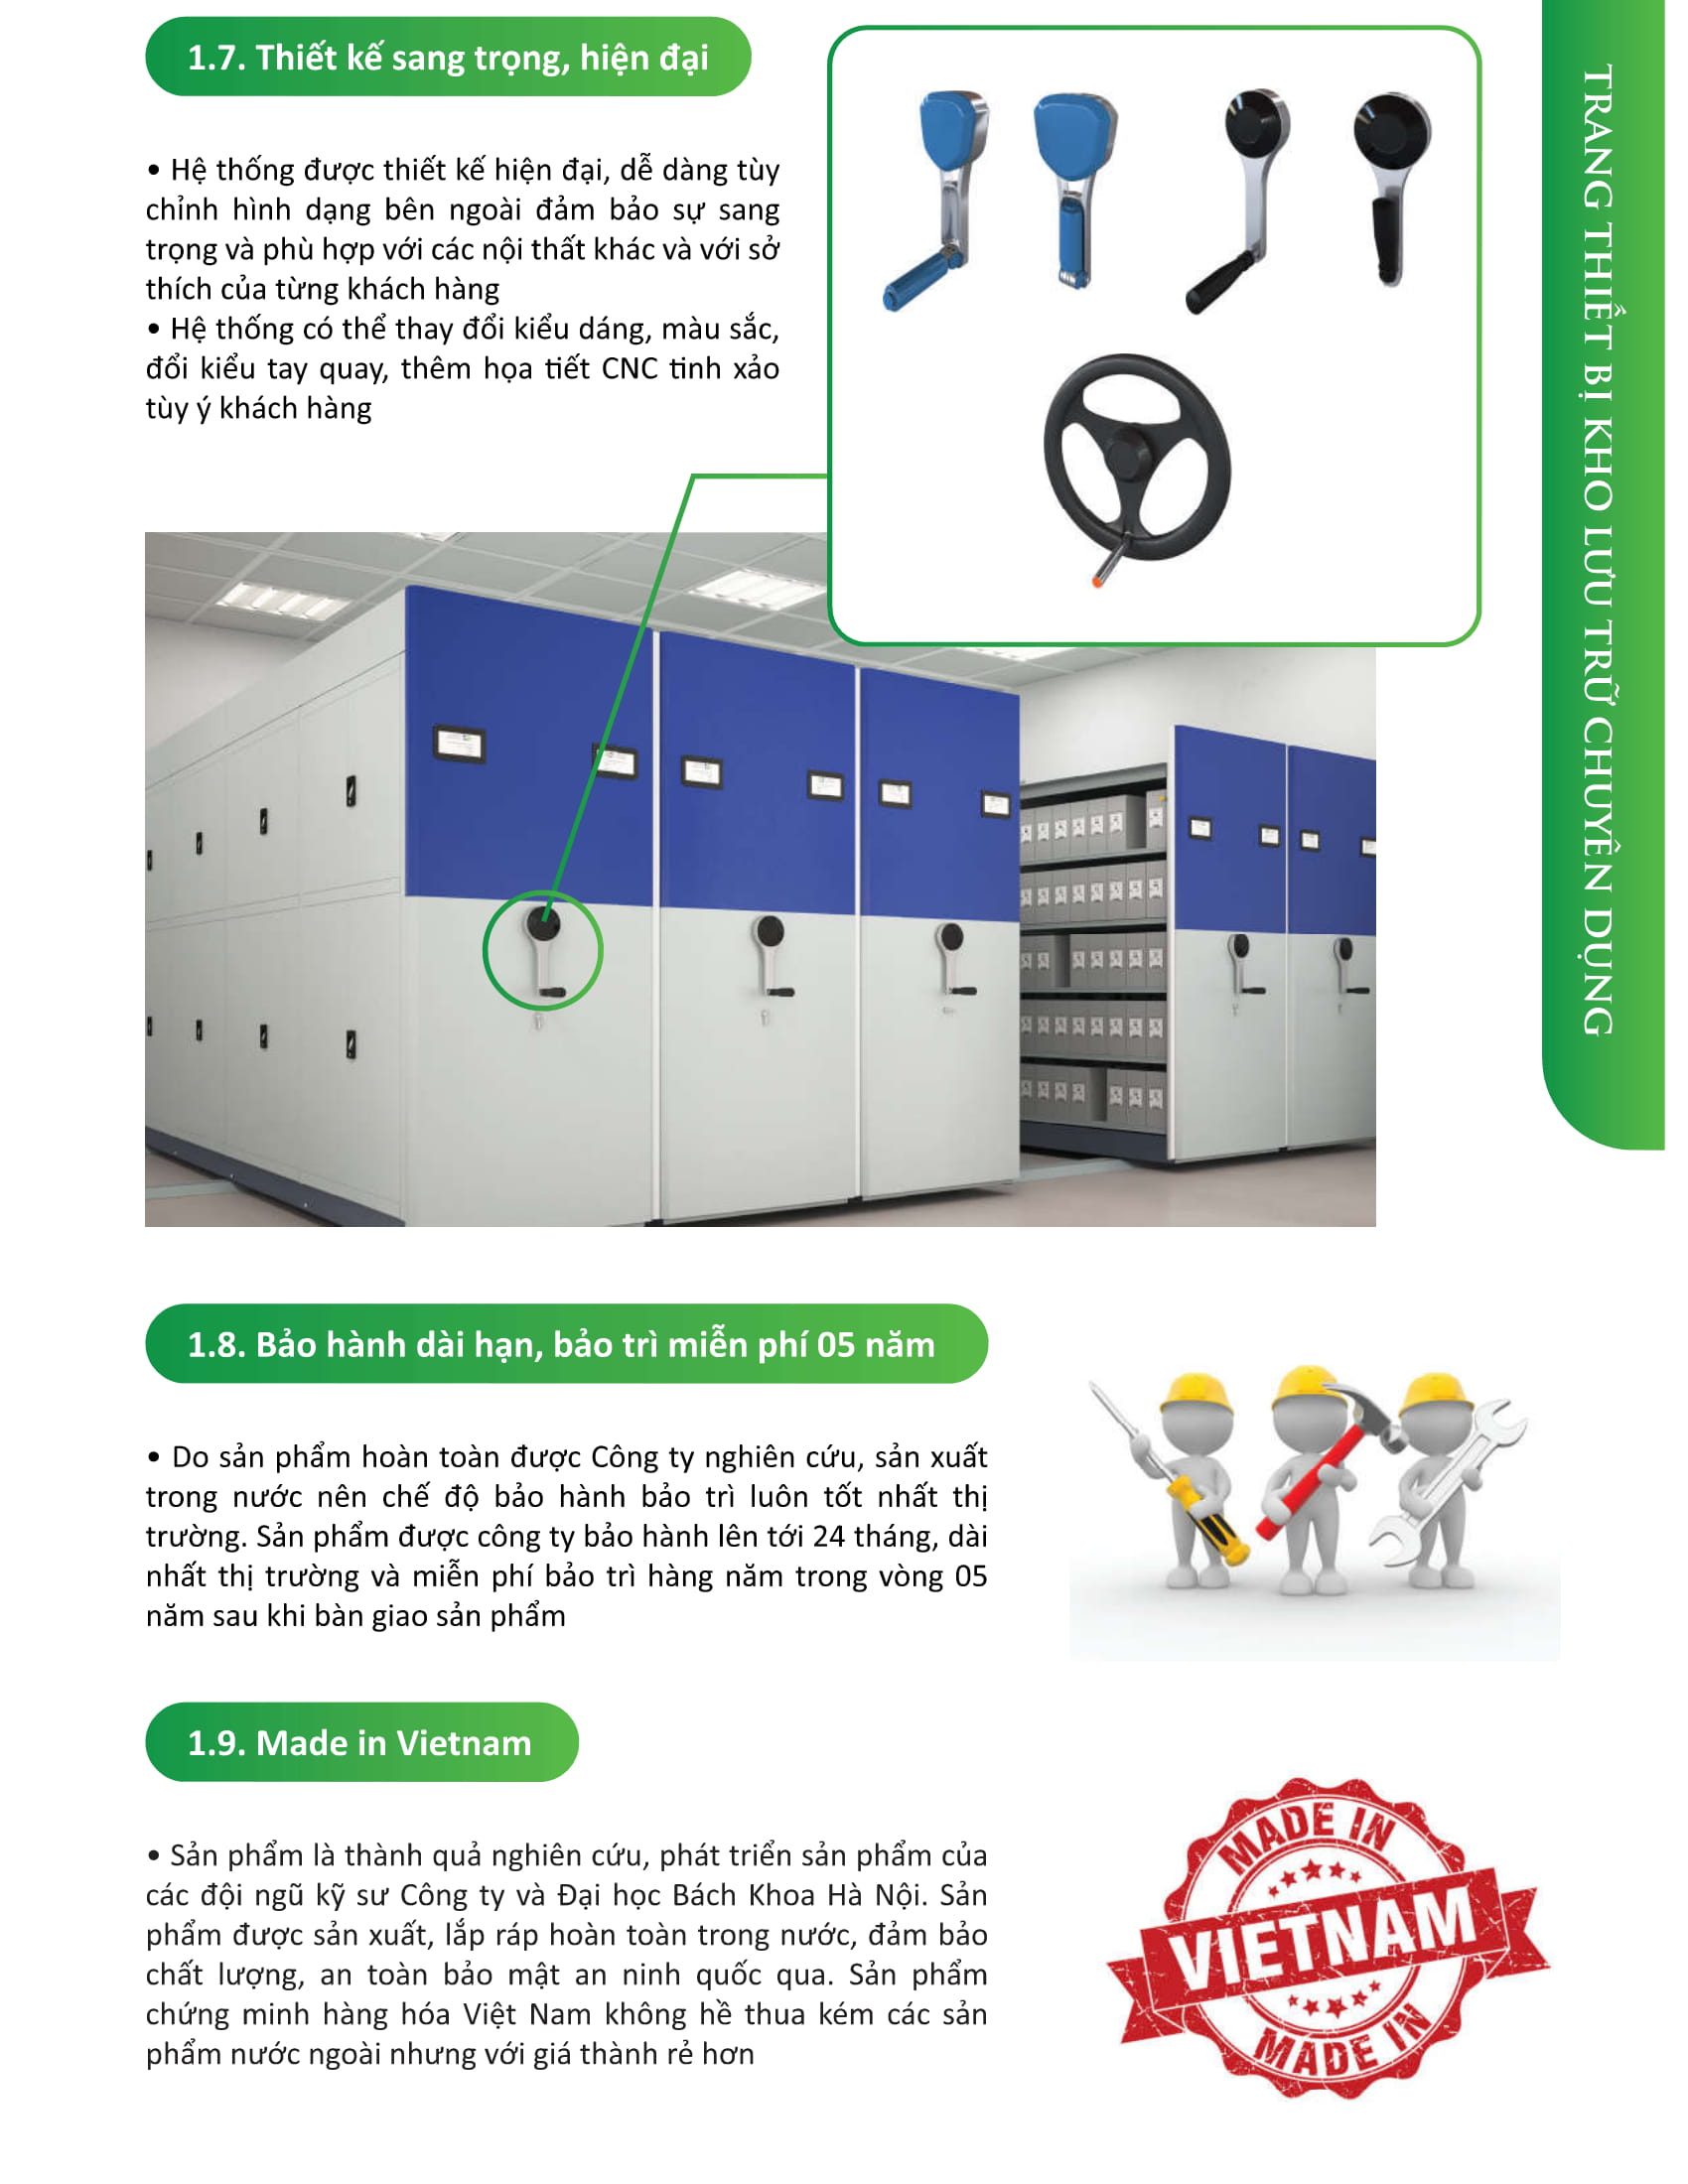 1.7. Thiết kế sang trọng, hiện đại
• Hệ thống được thiết kế hiện đại, dễ dàng tùy
chỉnh hình dạng bên ngoài đảm bảo sự sang
trọng và phù hợp với các nội thất khác và với sở
thích của từng khách hàng
• Hệ thống có thể thay đổi kiểu dáng, màu sắc,
đổi kiểu tay quay, thêm họa tiết CNC tinh xảo
tùy ý khách hàng
TRANG THIẾT BỊ KHO LƯU TRỮ CHUYÊN DỤNG
1.8. Bảo hành dài hạn, bảo trì miễn phí 05 năm
• Do sản phẩm hoàn toàn được Công ty nghiên cứu, sản xuất
trong nước nên chế độ bảo hành bảo trì luôn tốt nhất thị
trường. Sản phẩm được công ty bảo hành lên tới 24 tháng, dài
nhất thị trường và miễn phí bảo trì hàng năm trong vòng 05
năm sau khi bàn giao sản phẩm
1.9. Made in Vietnam
• Sản phẩm là thành quả nghiên cứu, phát triển sản phẩm của
các đội ngũ kỹ sư Công ty và Đại học Bách Khoa Hà Nội. Sản
phẩm được sản xuất, lắp ráp hoàn toàn trong nước, đảm bảo
chất lượng, an toàn bảo mật an ninh quốc qua. Sản phẩm
chứng minh hàng hóa Việt Nam không hề thua kém các sản
phẩm nước ngoài nhưng với giá thành rẻ hơn
MADE IN
VIETNAM
MADE IN